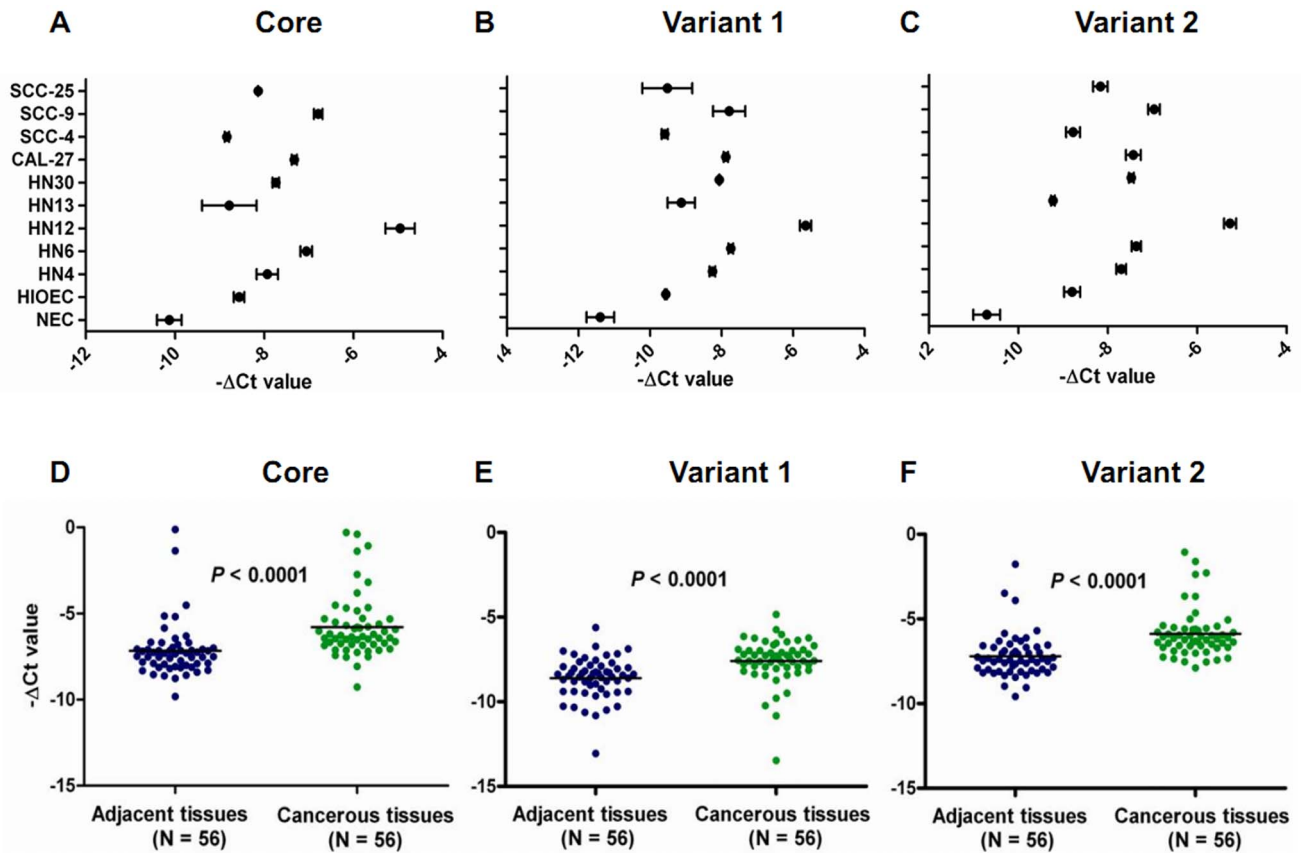 A Core B Variant 1 C Variant 2
SCC-25
SCC-9
SCC-4
CAL-27
HN30
HN13
HN12
HN6
HN4
HIOEC
NEC
-12 -10 -8 -6 -4
-ΔCt value
14 -12 -10 -8 -6 -4
-ΔCt value
12 -10 -8 -6 -4
-ΔCt value
D Core E Variant 1 F Variant 2
-ΔCt value
0
-5
-10
-15
P < 0.0001
Adjacent tissues Cancerous tissues
(N = 56) (N = 56)
0
-5
-10
-15
P < 0.0001
Adjacent tissues Cancerous tissues
(N = 56) (N = 56)
0
-5
-10
-15
P < 0.0001
Adjacent tissues Cancerous tissues
(N = 56) (N = 56)